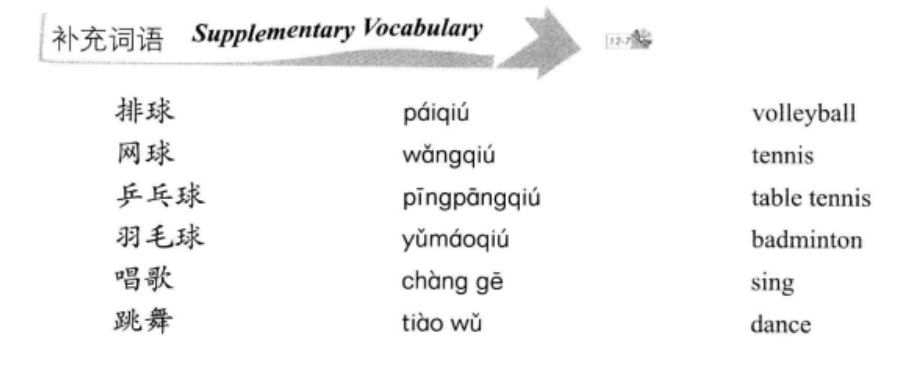 补充词语 Supplementary Vocabulary 12-7
排球 páiqiú volleyball
网球 wǎngqiú tennis
乒乓球 pīngpāngqiú table tennis
羽毛球 yǔmáoqiú badminton
唱歌 chàng gē sing
跳舞 tiào wǔ dance